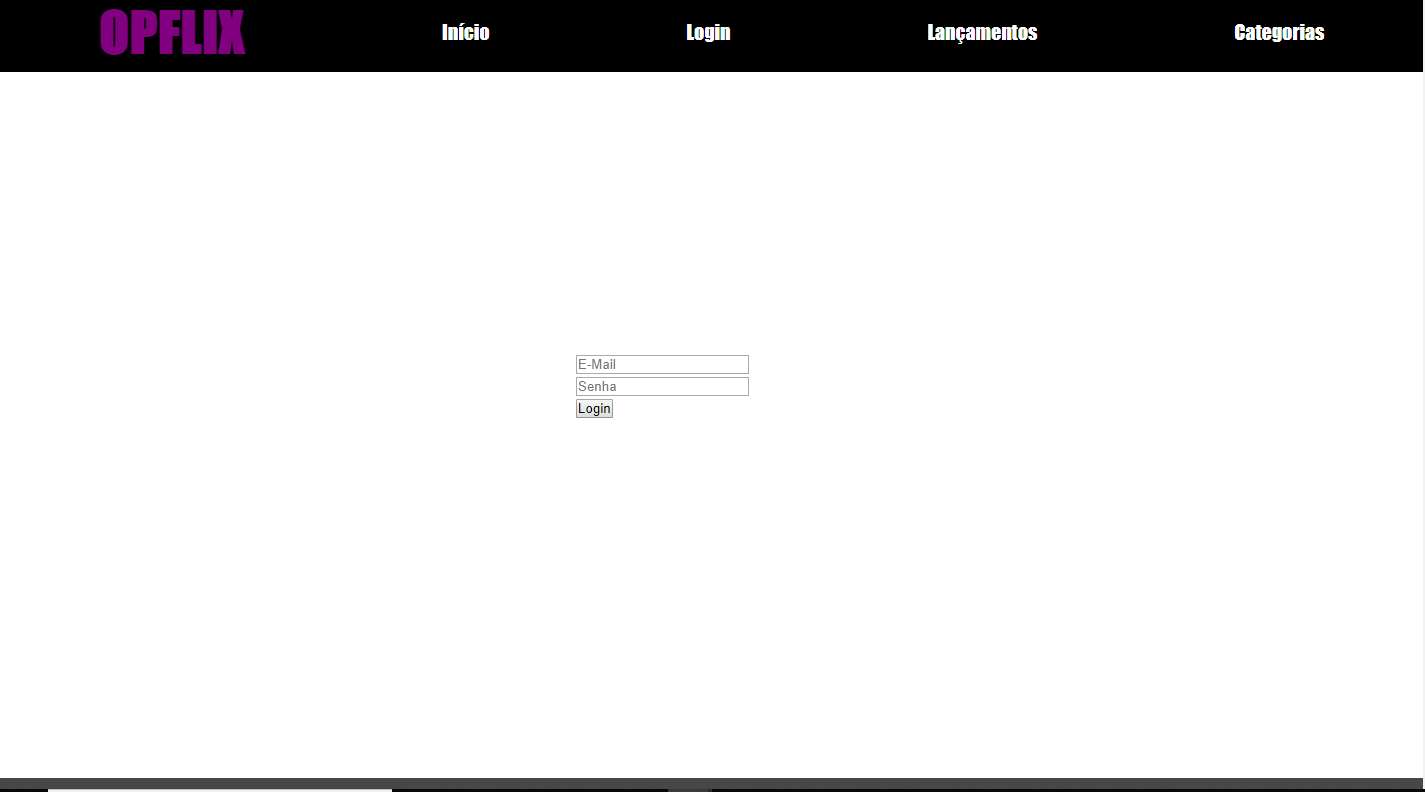 OPFLIX Início Login Lançamentos Categorias
E-Mail
Senha
Login